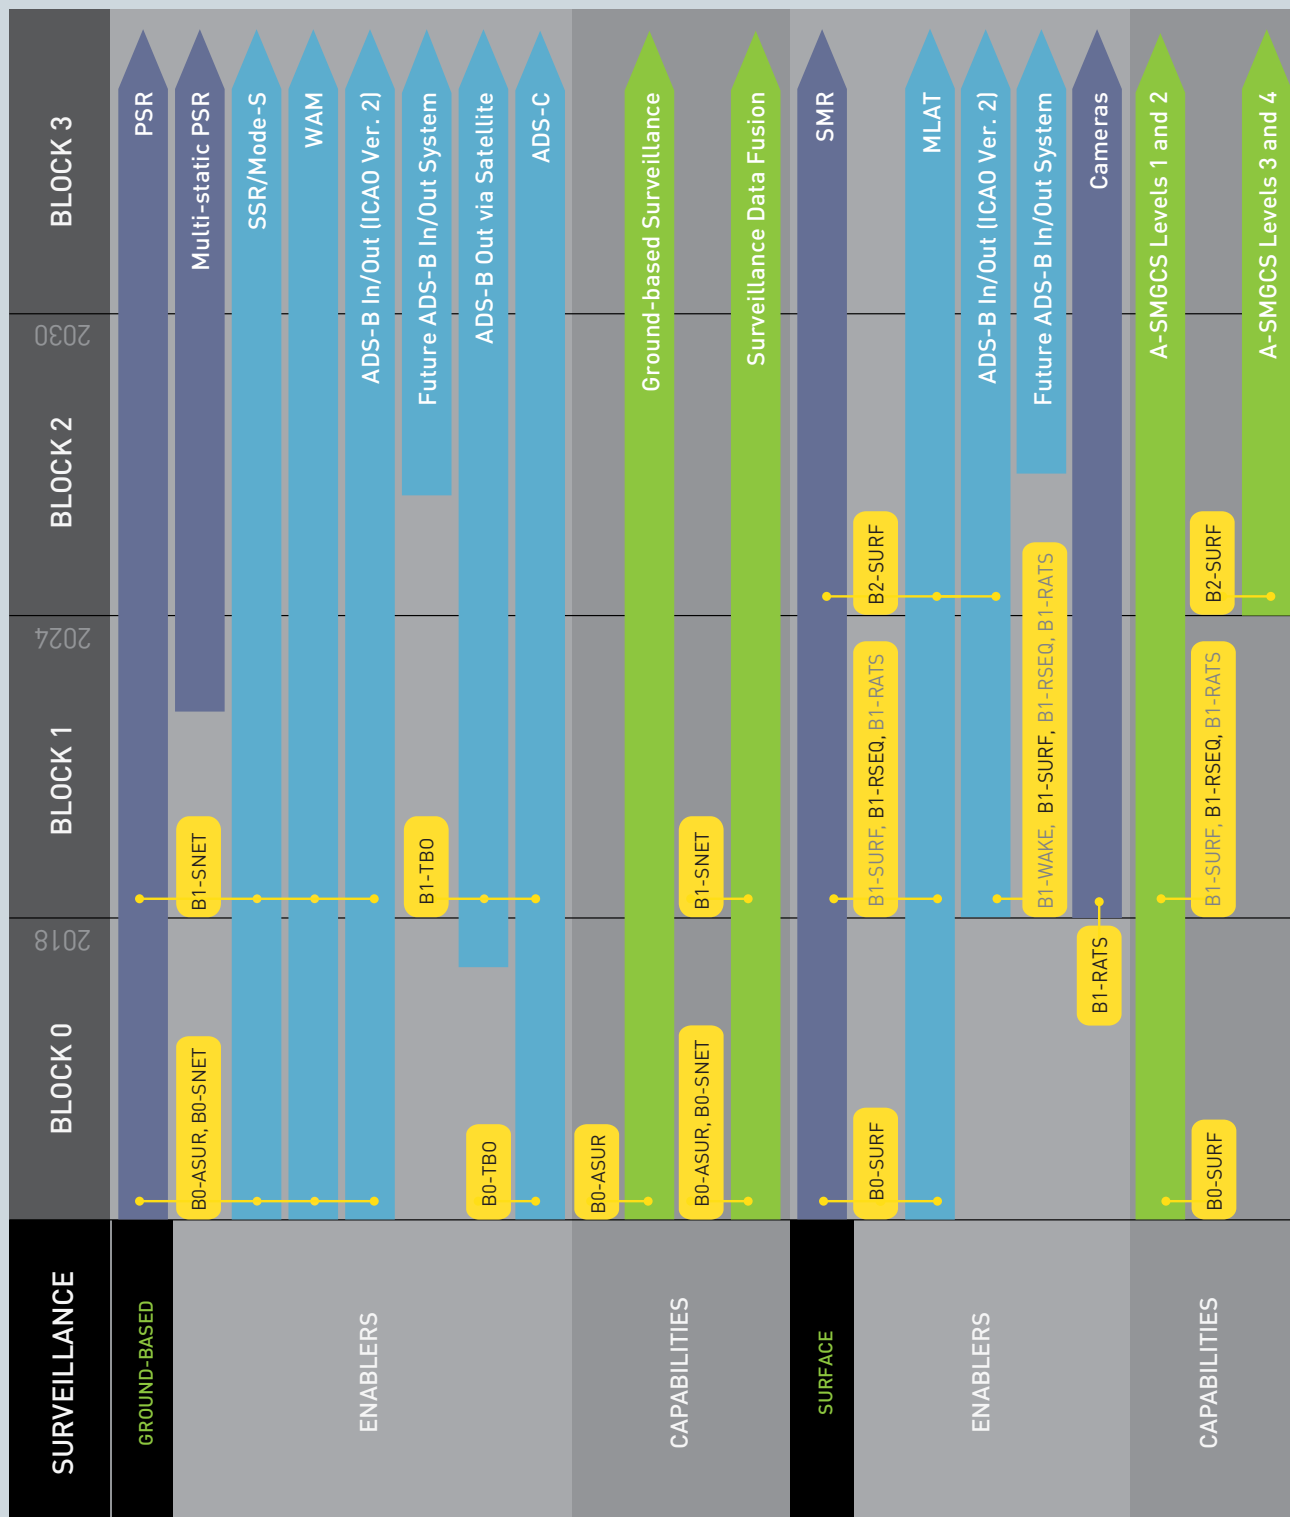 SURVEILLANCE
BLOCK 0
2018
BLOCK 1
2024
BLOCK 2
2030
BLOCK 3
GROUND-BASED
ENABLERS
PSR
B0-ASUR, B0-SNET
B1-SNET
Multi-static PSR
SSR/Mode-S
WAM
ADS-B In/Out (ICAO Ver. 2)
B1-TBO
Future ADS-B In/Out System
B0-TBO
ADS-B Out via Satellite
ADS-C
CAPABILITIES
B0-ASUR
Ground-based Surveillance
B0-ASUR, B0-SNET
B1-SNET
Surveillance Data Fusion
SURFACE
ENABLERS
SMR
B0-SURF
B1-SURF, B1-RSEQ, B1-RATS
B2-SURF
MLAT
ADS-B In/Out (ICAO Ver. 2)
B1-WAKE, B1-SURF, B1-RSEQ, B1-RATS
Future ADS-B In/Out System
B1-RATS
Cameras
CAPABILITIES
A-SMGCS Levels 1 and 2
B0-SURF
B1-SURF, B1-RSEQ, B1-RATS
B2-SURF
A-SMGCS Levels 3 and 4